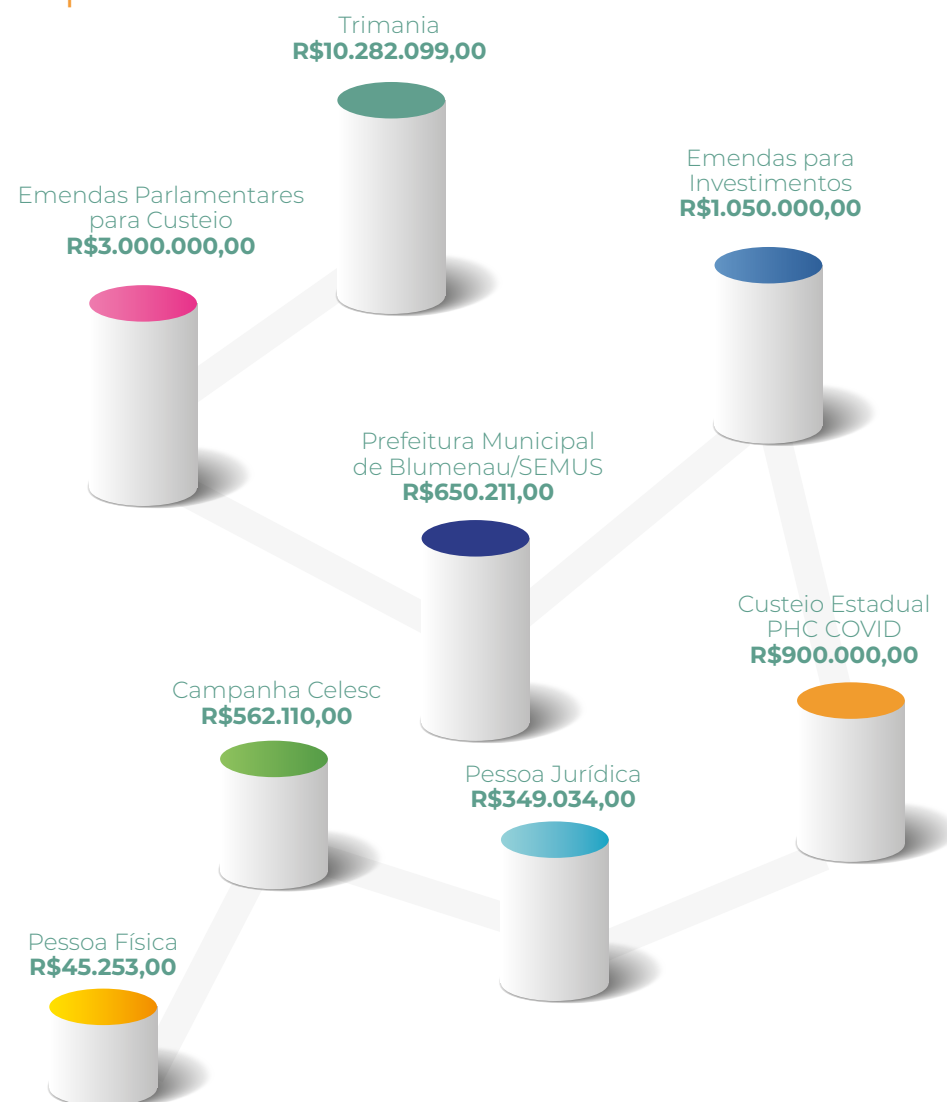 Trimania
R$10.282.099,00
Emendas para
Investimentos
R$1.050.000,00
Emendas Parlamentares
para Custeio
R$3.000.000,00
Prefeitura Municipal
de Blumenau/SEMUS
R$650.211,00
Custeio Estadual
PHC COVID
R$900.000,00
Campanha Celesc
R$562.110,00
Pessoa Jurídica
R$349.034,00
Pessoa Física
R$45.253,00